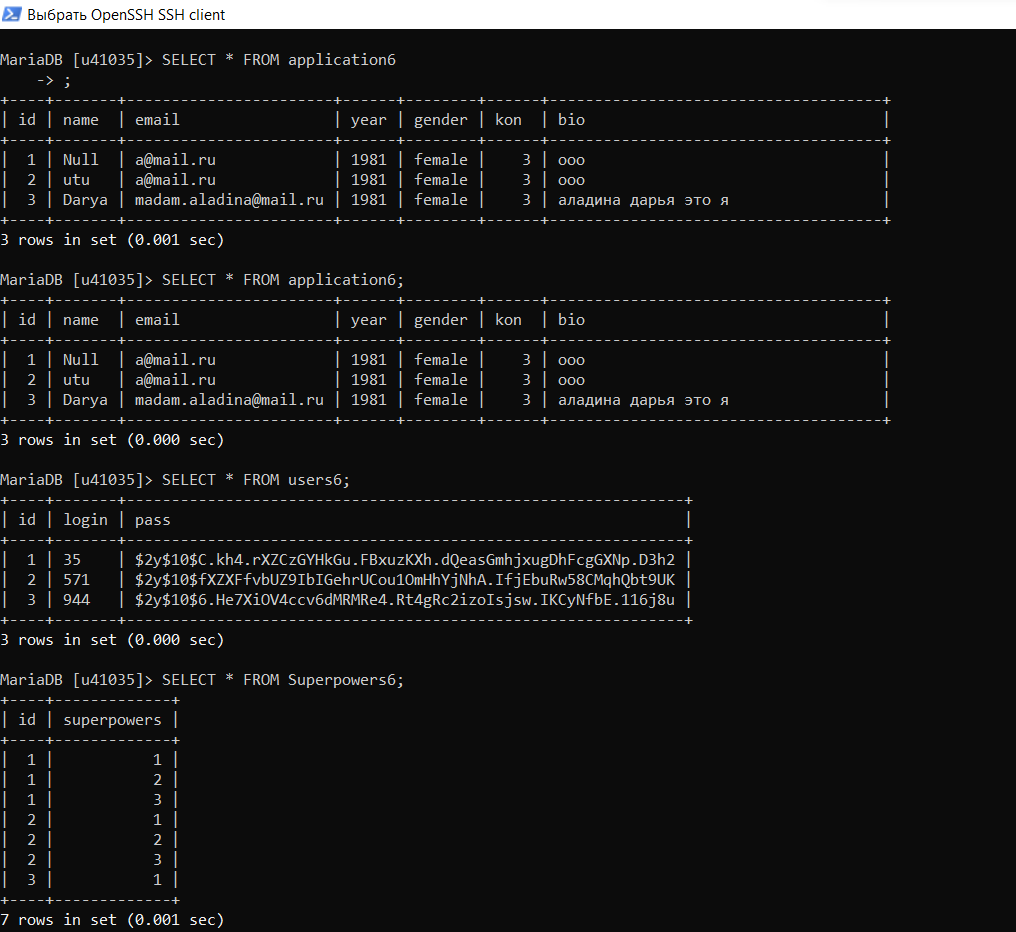 Выбрать OpenSSH SSH client
MariaDB [u41035]> SELECT * FROM application6
    -> ;
+----+-------+-----------------------+------+--------+------+-------------------------------------+
| id | name  | email                 | year | gender | kon  | bio                                 |
+----+-------+-----------------------+------+--------+------+-------------------------------------+
|  1 | Null  | a@mail.ru             | 1981 | female |    3 | ooo                                 |
|  2 | utu   | a@mail.ru             | 1981 | female |    3 | ooo                                 |
|  3 | Darya | madam.aladina@mail.ru | 1981 | female |    3 | аладина дарья это я                 |
+----+-------+-----------------------+------+--------+------+-------------------------------------+
3 rows in set (0.001 sec)
MariaDB [u41035]> SELECT * FROM application6;
+----+-------+-----------------------+------+--------+------+-------------------------------------+
| id | name  | email                 | year | gender | kon  | bio                                 |
+----+-------+-----------------------+------+--------+------+-------------------------------------+
|  1 | Null  | a@mail.ru             | 1981 | female |    3 | ooo                                 |
|  2 | utu   | a@mail.ru             | 1981 | female |    3 | ooo                                 |
|  3 | Darya | madam.aladina@mail.ru | 1981 | female |    3 | аладина дарья это я                 |
+----+-------+-----------------------+------+--------+------+-------------------------------------+
3 rows in set (0.000 sec)
MariaDB [u41035]> SELECT * FROM users6;
+----+-------+--------------------------------------------------------------+
| id | login | pass                                                         |
+----+-------+--------------------------------------------------------------+
|  1 | 35    | $2y$10$C.kh4.rXZCzGYHkGu.FBxuzKXh.dQeasGmhjxugDhFcgGXNp.D3h2 |
|  2 | 571   | $2y$10$fXZXFfvbUZ9IbIGehrUCou1OmHhYjNhA.IfjEbuRw58CMqhQbt9UK |
|  3 | 944   | $2y$10$6.He7XiOV4ccv6dMRMRe4.Rt4gRc2izoIsjsw.IKCyNfbE.116j8u |
+----+-------+--------------------------------------------------------------+
3 rows in set (0.000 sec)
MariaDB [u41035]> SELECT * FROM Superpowers6;
+----+-------------+
| id | superpowers |
+----+-------------+
|  1 |           1 |
|  1 |           2 |
|  1 |           3 |
|  2 |           1 |
|  2 |           2 |
|  2 |           3 |
|  3 |           1 |
+----+-------------+
7 rows in set (0.001 sec)